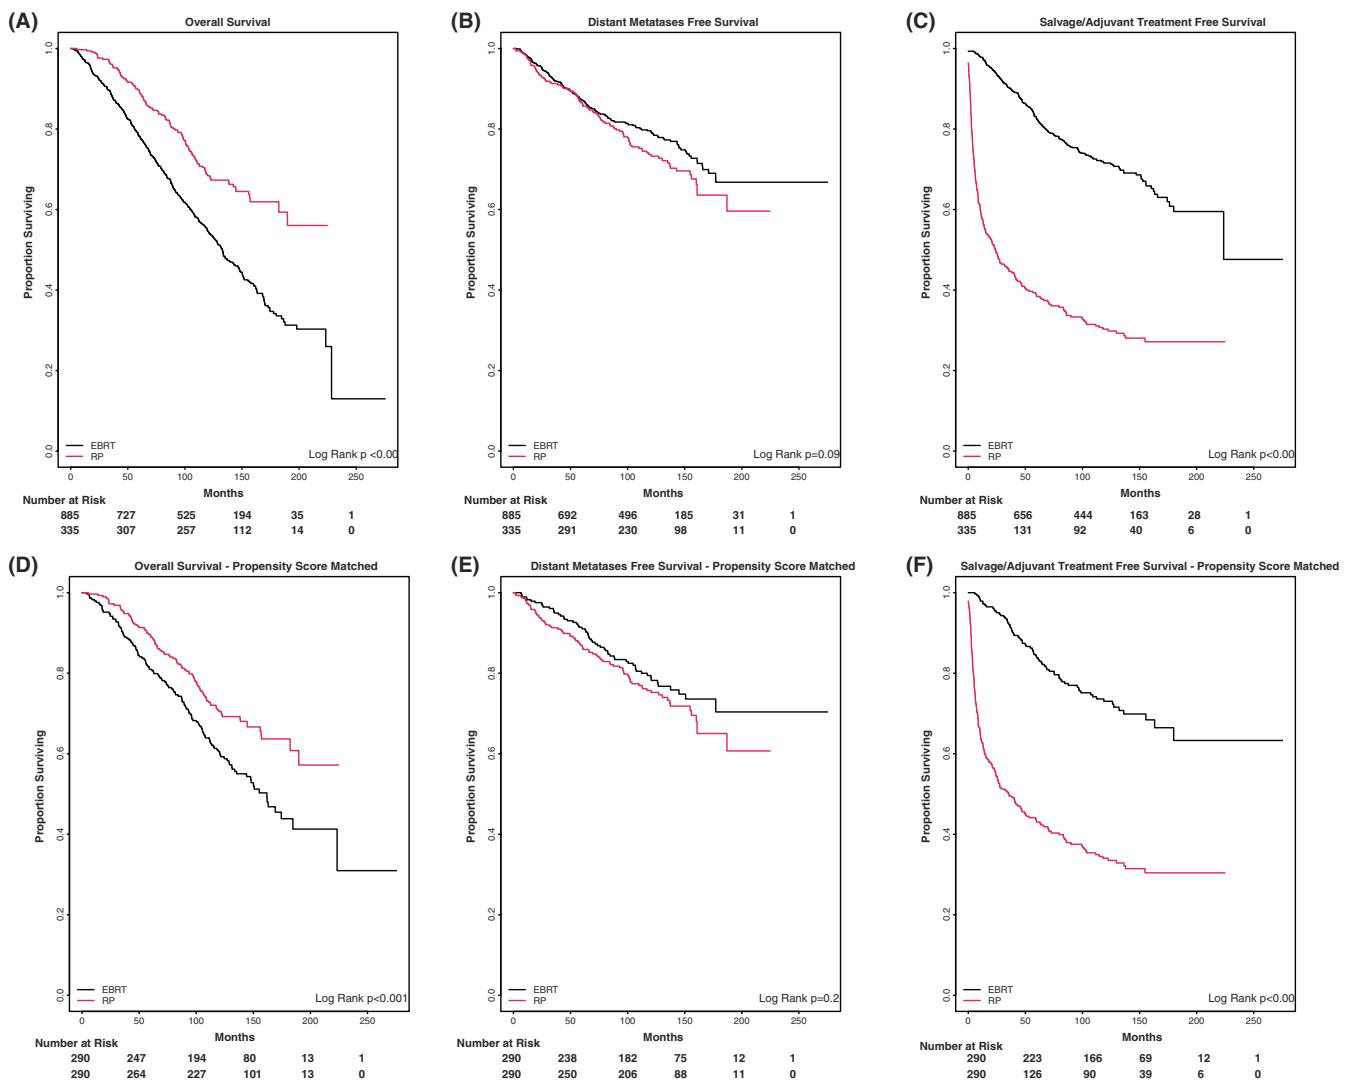 (A) Overall Survival
Proportion Surviving
1.0
0.8
0.6
0.4
0.2
0.0
EBRT
RP
Log Rank p <0.00
0 50 100 150 200 250
Months
Number at Risk
885 727 525 194 35 1
335 307 257 112 14 0
(B) Distant Metatases Free Survival
Proportion Surviving
1.0
0.8
0.6
0.4
0.2
0.0
EBRT
RP
Log Rank p=0.09
0 50 100 150 200 250
Months
Number at Risk
885 692 496 185 31 1
335 291 230 98 11 0
(C) Salvage/Adjuvant Treatment Free Survival
Proportion Surviving
1.0
0.8
0.6
0.4
0.2
0.0
EBRT
RP
Log Rank p<0.00
0 50 100 150 200 250
Months
Number at Risk
885 656 444 163 28 1
335 131 92 40 6 0
(D) Overall Survival - Propensity Score Matched
Proportion Surviving
1.0
0.8
0.6
0.4
0.2
0.0
EBRT
RP
Log Rank p<0.001
0 50 100 150 200 250
Months
Number at Risk
290 247 194 80 13 1
290 264 227 101 13 0
(E) Distant Metatases Free Survival - Propensity Score Matched
Proportion Surviving
1.0
0.8
0.6
0.4
0.2
0.0
EBRT
RP
Log Rank p=0.2
0 50 100 150 200 250
Months
Number at Risk
290 238 182 75 12 1
290 250 206 88 11 0
(F) Salvage/Adjuvant Treatment Free Survival - Propensity Score Matched
Proportion Surviving
1.0
0.8
0.6
0.4
0.2
0.0
EBRT
RP
Log Rank p<0.00
0 50 100 150 200 250
Months
Number at Risk
290 223 166 69 12 1
290 126 90 39 6 0